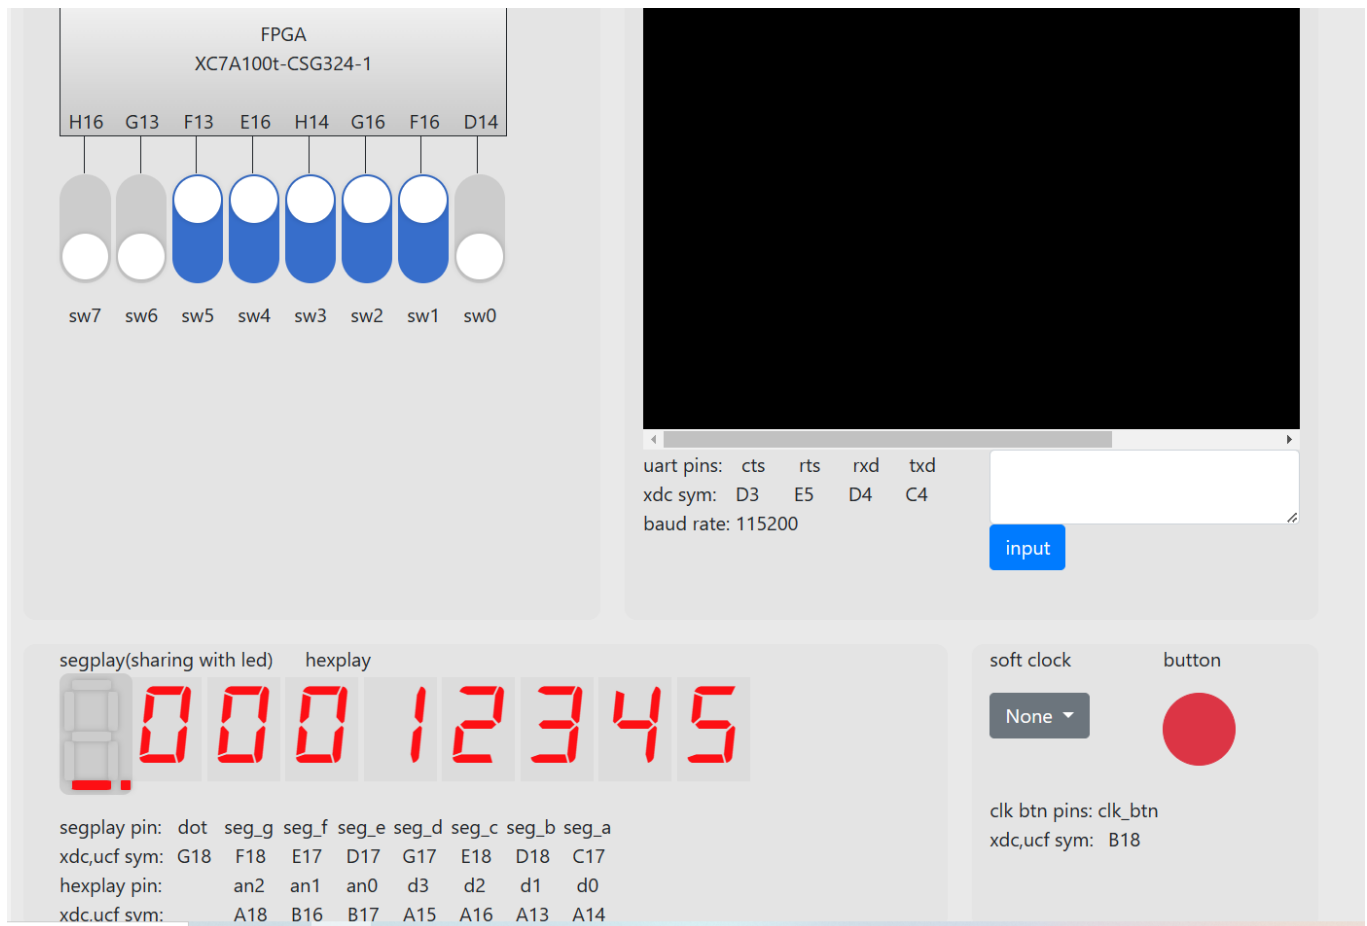 FPGA
XC7A100t-CSG324-1
H16 G13 F13 E16 H14 G16 F16 D14
sw7 sw6 sw5 sw4 sw3 sw2 sw1 sw0
uart pins: cts rts rxd txd
xdc sym: D3 E5 D4 C4
baud rate: 115200
input
segplay(sharing with led) hexplay
00012345
segplay pin: dot seg_g seg_f seg_e seg_d seg_c seg_b seg_a
xdc,ucf sym: G18 F18 E17 D17 G17 E18 D18 C17
hexplay pin: an2 an1 an0 d3 d2 d1 d0
xdc,ucf sym: A18 B16 B17 A15 A16 A13 A14
soft clock button
None
clk btn pins: clk_btn
xdc,ucf sym: B18